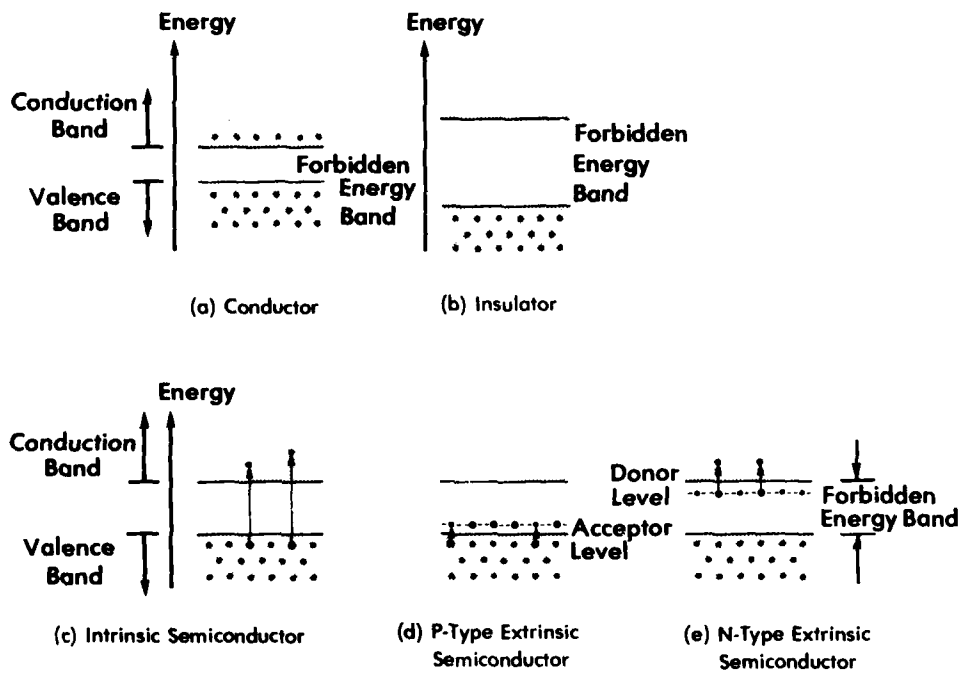 Energy
Conduction
Band
Valence
Band
Forbidden
Energy
Band
(a) Conductor
Energy
Forbidden
Energy
Band
(b) Insulator
Energy
Conduction
Band
Valence
Band
(c) Intrinsic Semiconductor
Acceptor
Level
(d) P-Type Extrinsic
Semiconductor
Donor
Level
Forbidden
Energy Band
(e) N-Type Extrinsic
Semiconductor